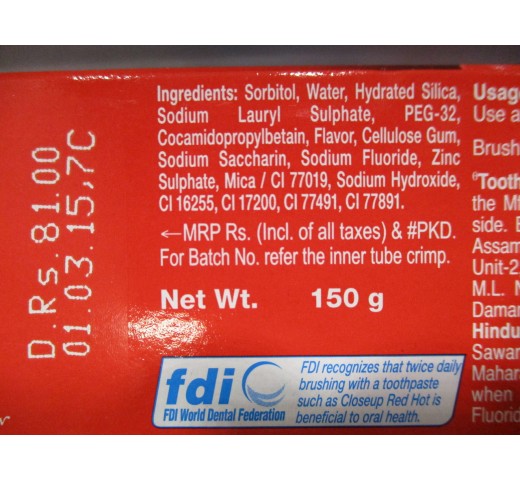 D.Rs.81.00
01.03.15,7C
Ingredients: Sorbitol, Water, Hydrated Silica,
Sodium Lauryl Sulphate, PEG-32,
Cocamidopropylbetain, Flavor, Cellulose Gum,
Sodium Saccharin, Sodium Fluoride, Zinc
Sulphate, Mica / CI 77019, Sodium Hydroxide,
CI 16255, CI 17200, CI 77491, CI 77891.
←MRP Rs. (Incl. of all taxes) & #PKD.
For Batch No. refer the inner tube crimp.
Net Wt. 150 g
fdi
FDI World Dental Federation
FDI recognizes that twice daily
brushing with a toothpaste
such as Closeup Red Hot is
beneficial to oral health.
Usag
Use a
Brush
"Tooth
the Mf
side. B
Assam
Unit-2
M.L. N
Daman
Hindu
Sawan
Mahar
when
Fluorid